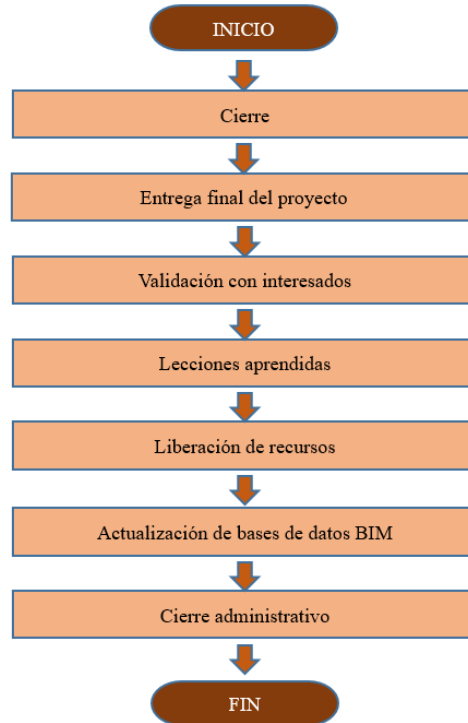 INICIO
Cierre
Entrega final del proyecto
Validación con interesados
Lecciones aprendidas
Liberación de recursos
Actualización de bases de datos BIM
Cierre administrativo
FIN